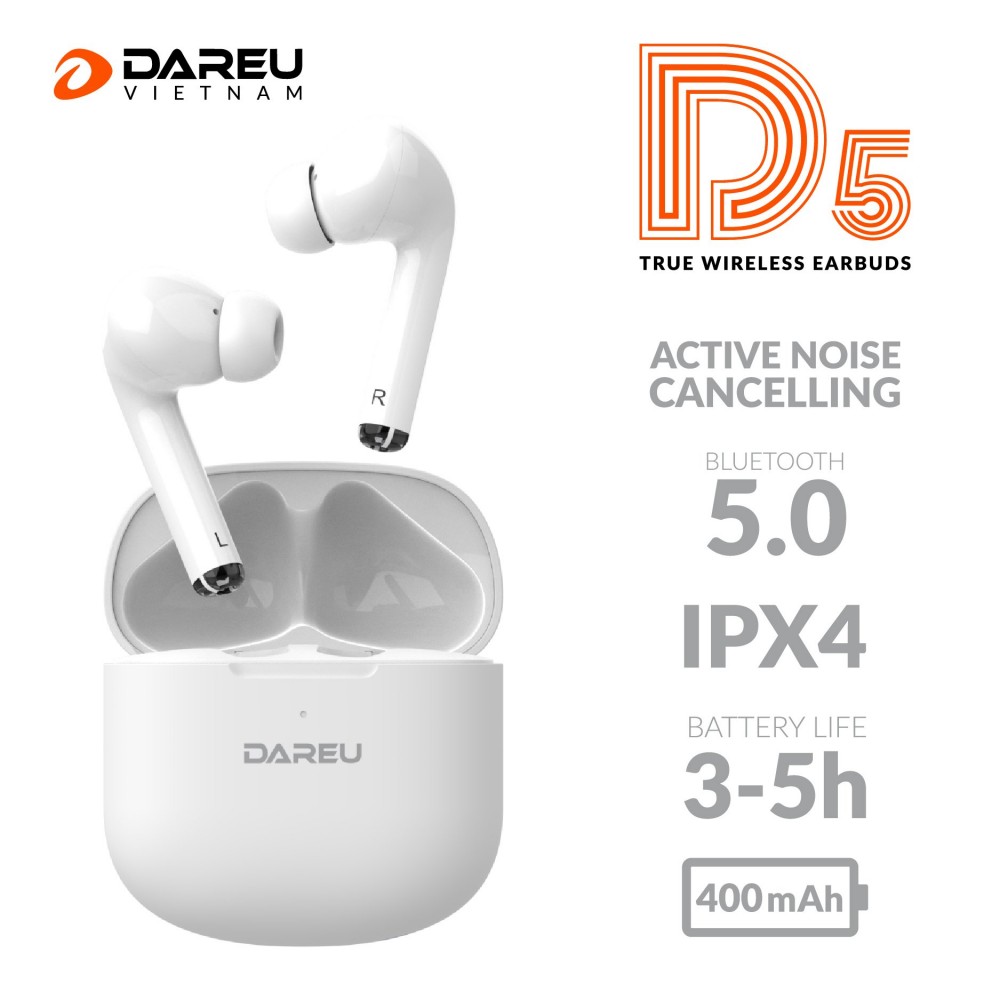 DAREU
VIETNAM
D5
TRUE WIRELESS EARBUDS
ACTIVE NOISE
CANCELLING
BLUETOOTH
5.0
IPX4
BATTERY LIFE
3-5h
400mAh
R
L
DAREU